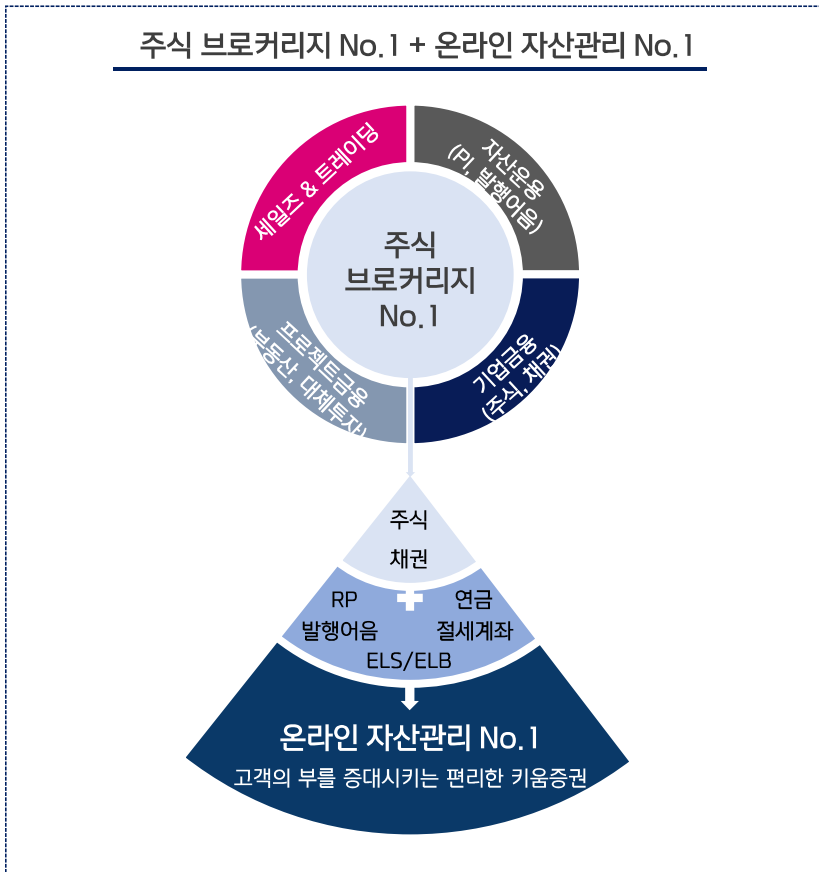 주식 브로커리지 No.1 + 온라인 자산관리 No.1
세일즈 & 트레이딩
자산운용
(PI, 발행어음)
주식
브로커리지
No.1
프로젝트금융
(부동산, 대체투자)
기업금융
(주식, 채권)
주식
채권
RP
발행어음
연금
절세계좌
ELS/ELB
온라인 자산관리 No.1
고객의 부를 증대시키는 편리한 키움증권